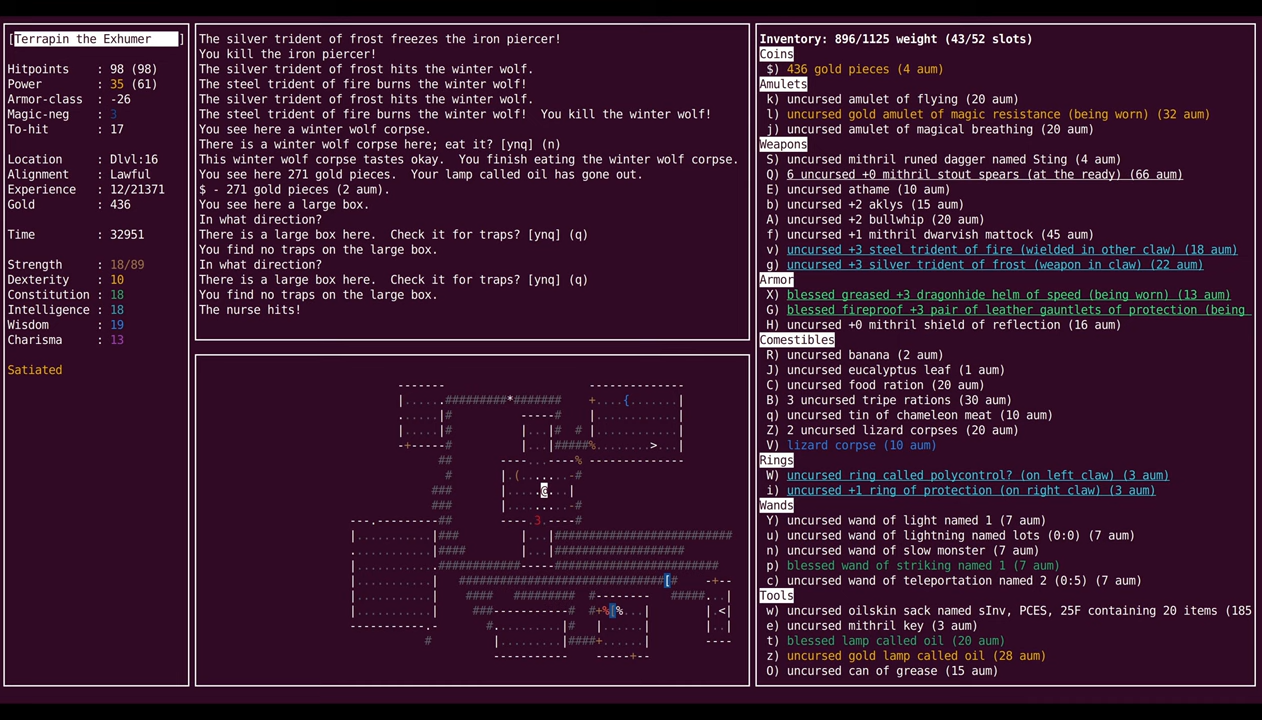 [Terrapin the Exhumer ]
Hitpoints : 98 (98)
Power : 35 (61)
Armor-class : -26
Magic-neg : 3
To-hit : 17
Location : Dlvl:16
Alignment : Lawful
Experience : 12/21371
Gold : 436
Time : 32951
Strength : 18/89
Dexterity : 10
Constitution : 18
Intelligence : 18
Wisdom : 19
Charisma : 13
Satiated
The silver trident of frost freezes the iron piercer!
You kill the iron piercer!
The silver trident of frost hits the winter wolf.
The steel trident of fire burns the winter wolf!
The silver trident of frost hits the winter wolf.
The steel trident of fire burns the winter wolf!  You kill the winter wolf!
You see here a winter wolf corpse.
There is a winter wolf corpse here; eat it? [ynq] (n)
This winter wolf corpse tastes okay.  You finish eating the winter wolf corpse.
You see here 271 gold pieces.  Your lamp called oil has gone out.
$ - 271 gold pieces (2 aum).
You see here a large box.
In what direction?
There is a large box here.  Check it for traps? [ynq] (q)
You find no traps on the large box.
In what direction?
There is a large box here.  Check it for traps? [ynq] (q)
You find no traps on the large box.
The nurse hits!
-------                   --------------
|.....#########*#######    +....{.......|
.....|#         -----#    |...........|
|.....|#          |...|#  # |...........|
-+-----#          |...|#####%........>...|
##       ----...----% --------------
#       |.(.....-#
###       |....@...|
###       |.......-#
---.---------##       ----.3.----#
|..........|###         |...|##########################
...........|####        |...|###################
|..........############-----########################
|..........|   #############################[#    -+--
|..........|    ####   #########  #--------   #####...|
|..........|     ###-----------#  #+%[%...|        |.<|
----------.-       #..........|#   |......|        |..|
#         |.........|####+......|        ----
-----------     -----+--
Inventory: 896/1125 weight (43/52 slots)
Coins
$) 436 gold pieces (4 aum)
Amulets
k) uncursed amulet of flying (20 aum)
l) uncursed gold amulet of magic resistance (being worn) (32 aum)
j) uncursed amulet of magical breathing (20 aum)
Weapons
S) uncursed mithril runed dagger named Sting (4 aum)
Q) 6 uncursed +0 mithril stout spears (at the ready) (66 aum)
E) uncursed athame (10 aum)
b) uncursed +2 aklys (15 aum)
A) uncursed +2 bullwhip (20 aum)
f) uncursed +1 mithril dwarvish mattock (45 aum)
v) uncursed +3 steel trident of fire (wielded in other claw) (18 aum)
g) uncursed +3 silver trident of frost (weapon in claw) (22 aum)
Armor
X) blessed greased +3 dragonhide helm of speed (being worn) (13 aum)
G) blessed fireproof +3 pair of leather gauntlets of protection (being
H) uncursed +0 mithril shield of reflection (16 aum)
Comestibles
R) uncursed banana (2 aum)
J) uncursed eucalyptus leaf (1 aum)
C) uncursed food ration (20 aum)
B) 3 uncursed tripe rations (30 aum)
q) uncursed tin of chameleon meat (10 aum)
Z) 2 uncursed lizard corpses (20 aum)
V) lizard corpse (10 aum)
Rings
W) uncursed ring called polycontrol? (on left claw) (3 aum)
i) uncursed +1 ring of protection (on right claw) (3 aum)
Wands
Y) uncursed wand of light named 1 (7 aum)
u) uncursed wand of lightning named lots (0:0) (7 aum)
n) uncursed wand of slow monster (7 aum)
p) blessed wand of striking named 1 (7 aum)
c) uncursed wand of teleportation named 2 (0:5) (7 aum)
Tools
w) uncursed oilskin sack named sInv, PCES, 25F containing 20 items (185
e) uncursed mithril key (3 aum)
t) blessed lamp called oil (20 aum)
z) uncursed gold lamp called oil (28 aum)
O) uncursed can of grease (15 aum)